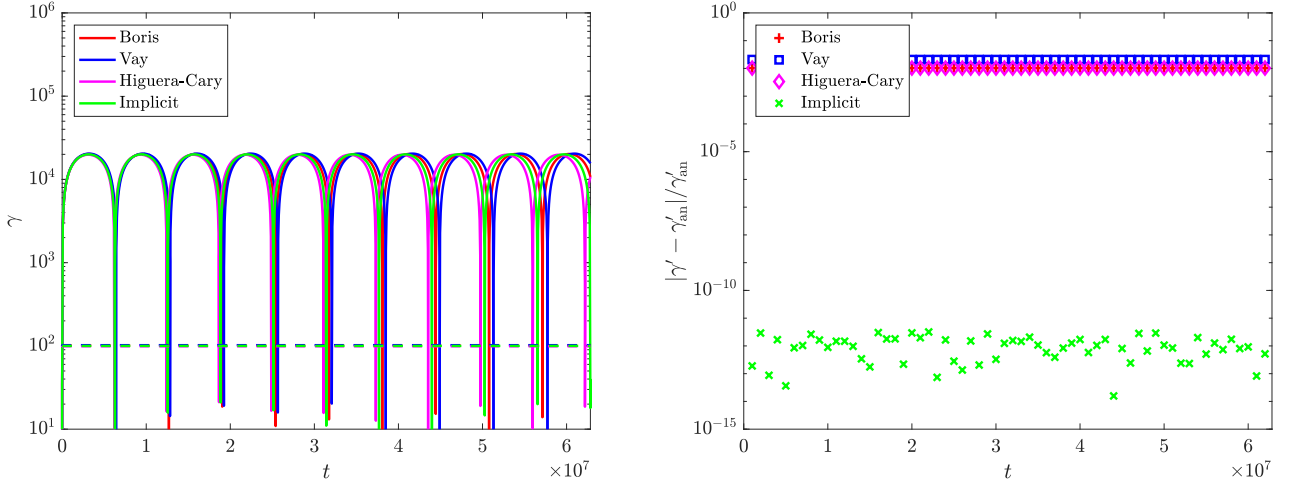 10^6
10^5
10^4
10^3
10^2
10^1
γ
Boris
Vay
Higuera-Cary
Implicit
0 1 2 3 4 5 6
×10^7
t
10^0
10^-5
10^-10
10^-15
|γ′ − γ′_an|/γ′_an
Boris
Vay
Higuera-Cary
Implicit
0 1 2 3 4 5 6
×10^7
t